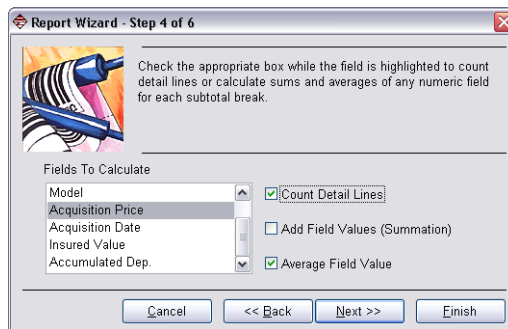 Report Wizard - Step 4 of 6
Check the appropriate box while the field is highlighted to count
detail lines or calculate sums and averages of any numeric field
for each subtotal break.
Fields To Calculate
Model
Acquisition Price
Acquisition Date
Insured Value
Accumulated Dep.
Count Detail Lines
Add Field Values (Summation)
Average Field Value
Cancel
<< Back
Next >>
Finish